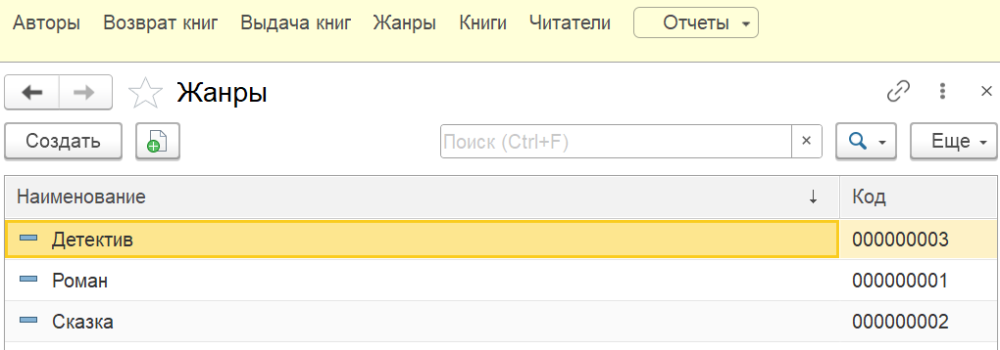 Авторы Возврат книг Выдача книг Жанры Книги Читатели Отчеты
Жанры
Создать Поиск (Ctrl+F) Еще
Наименование Код
Детектив 000000003
Роман 000000001
Сказка 000000002